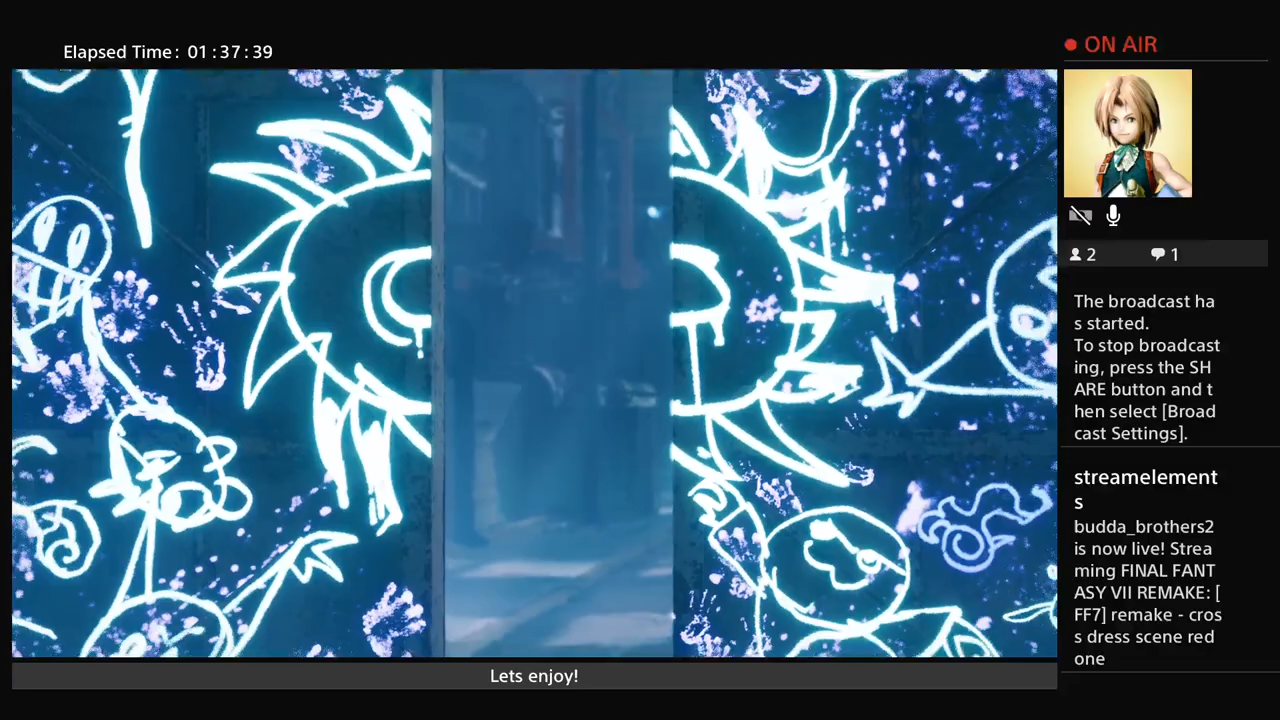 Elapsed Time: 01:37:39
ON AIR
2
1
The broadcast ha
s started.
To stop broadcast
ing, press the SH
ARE button and t
hen select [Broad
cast Settings].
streamelement
s
budda_brothers2
is now live! Strea
ming FINAL FANT
ASY VII REMAKE: [
FF7] remake - cros
s dress scene red
one
Lets enjoy!